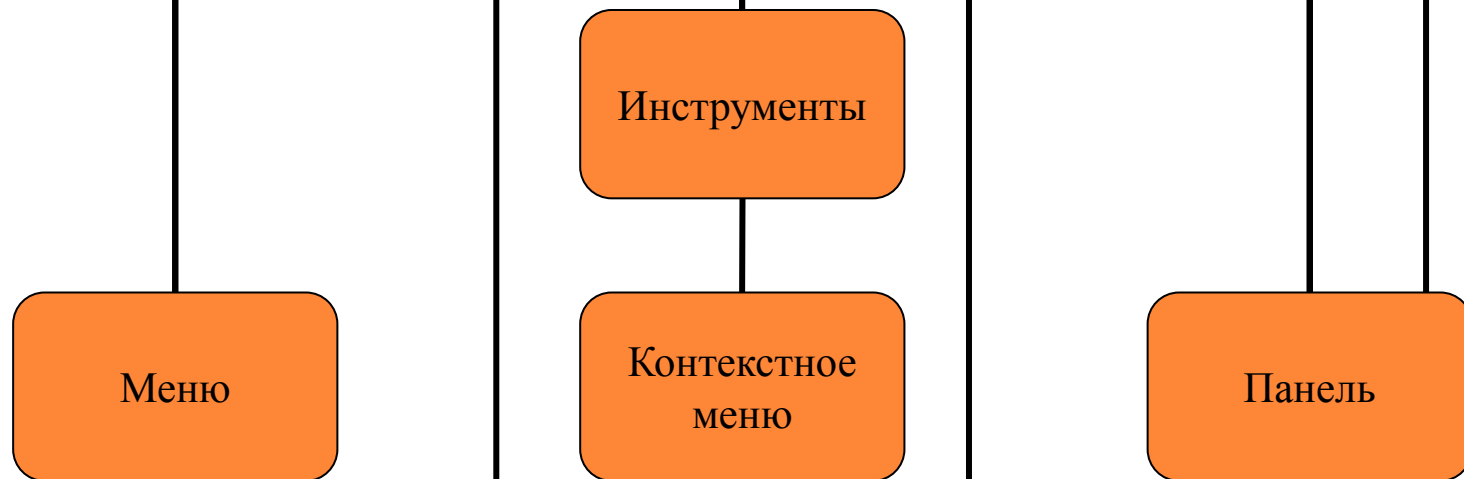 Инструменты
Меню
Контекстное
меню
Панель